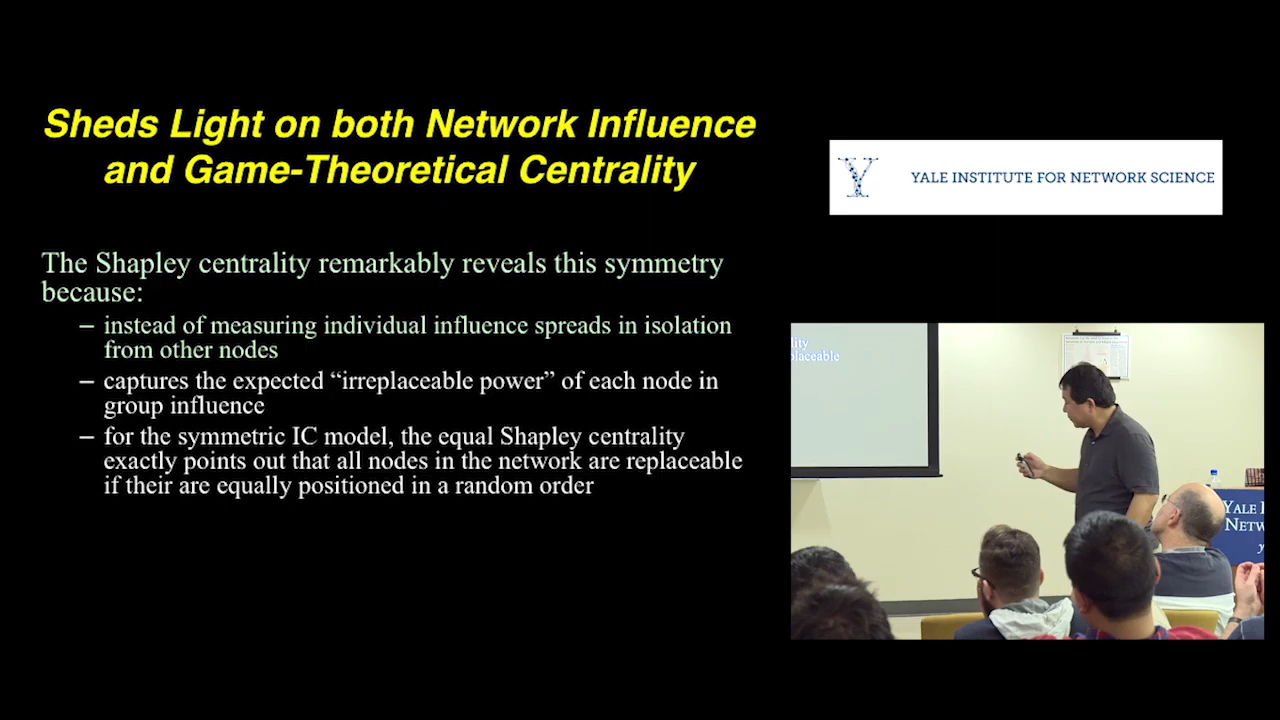 Sheds Light on both Network Influence
and Game-Theoretical Centrality
YALE INSTITUTE FOR NETWORK SCIENCE
The Shapley centrality remarkably reveals this symmetry
because:
– instead of measuring individual influence spreads in isolation
from other nodes
– captures the expected “irreplaceable power” of each node in
group influence
– for the symmetric IC model, the equal Shapley centrality
exactly points out that all nodes in the network are replaceable
if their are equally positioned in a random order
lity
placeable
YALE
NETW